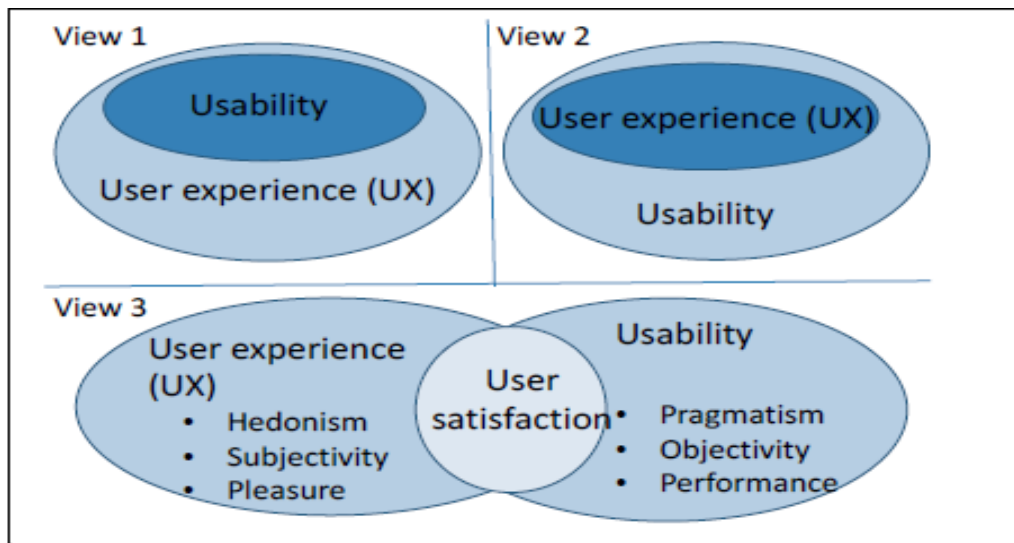 View 1
Usability
User experience (UX)
View 2
User experience (UX)
Usability
View 3
User experience
(UX)
• Hedonism
• Subjectivity
• Pleasure
User
satisfaction
Usability
• Pragmatism
• Objectivity
• Performance